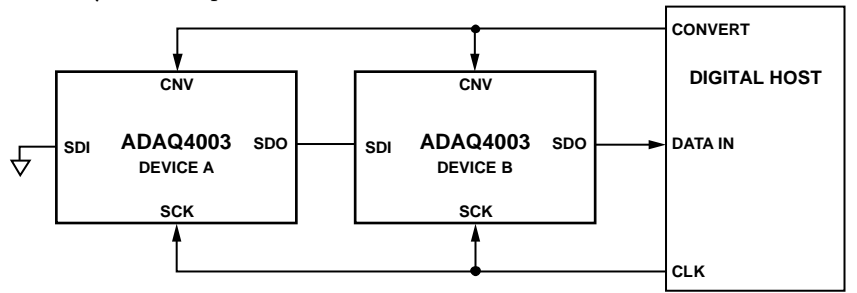 CONVERT
CNV
CNV
DIGITAL HOST
SDI
ADAQ4003
DEVICE A
SDO
SDI
ADAQ4003
DEVICE B
SDO
DATA IN
SCK
SCK
CLK